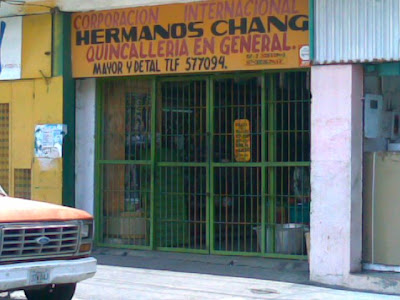 CORPORACION INTERNACIONAL
HERMANOS CHANG
QUINCALLERIA EN GENERAL.
MAYOR Y DETAL TLF 577094.